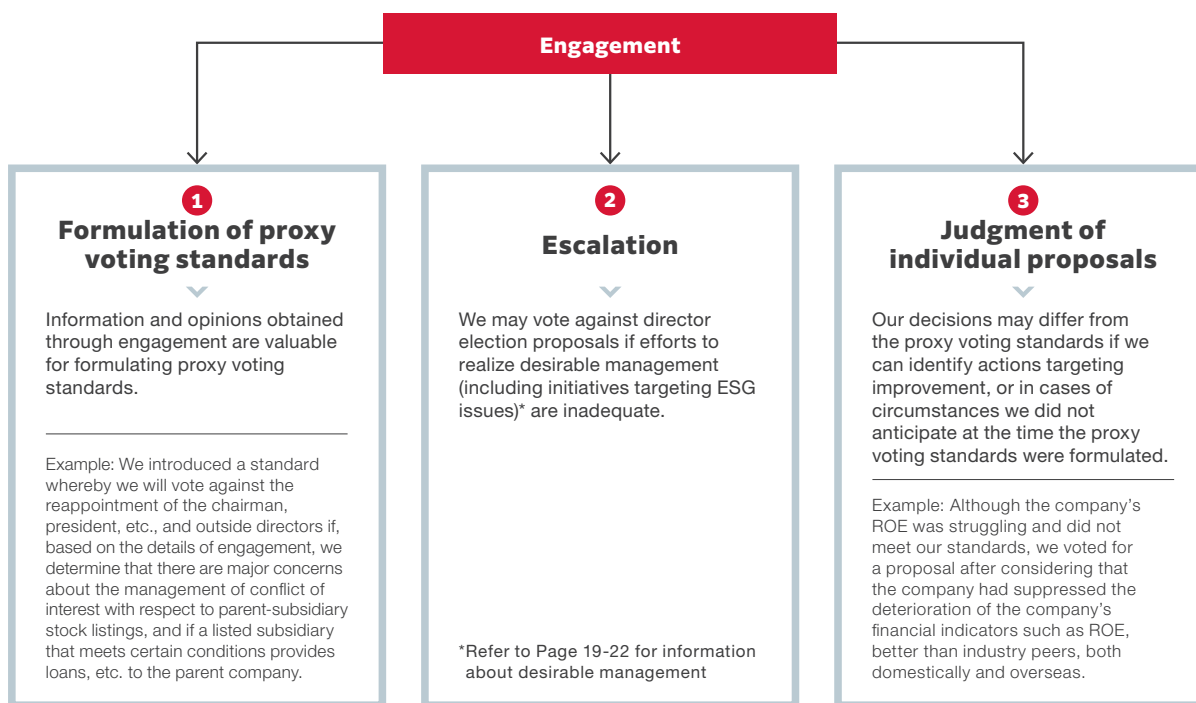 Engagement
1
Formulation of proxy
voting standards
Information and opinions obtained
through engagement are valuable
for formulating proxy voting
standards.
Example: We introduced a standard
whereby we will vote against the
reappointment of the chairman,
president, etc., and outside directors if,
based on the details of engagement, we
determine that there are major concerns
about the management of conflict of
interest with respect to parent-subsidiary
stock listings, and if a listed subsidiary
that meets certain conditions provides
loans, etc. to the parent company.
2
Escalation
We may vote against director
election proposals if efforts to
realize desirable management
(including initiatives targeting ESG
issues)* are inadequate.
*Refer to Page 19-22 for information
about desirable management
3
Judgment of
individual proposals
Our decisions may differ from
the proxy voting standards if we
can identify actions targeting
improvement, or in cases of
circumstances we did not
anticipate at the time the proxy
voting standards were formulated.
Example: Although the company's
ROE was struggling and did not
meet our standards, we voted for
a proposal after considering that
the company had suppressed the
deterioration of the company's
financial indicators such as ROE,
better than industry peers, both
domestically and overseas.